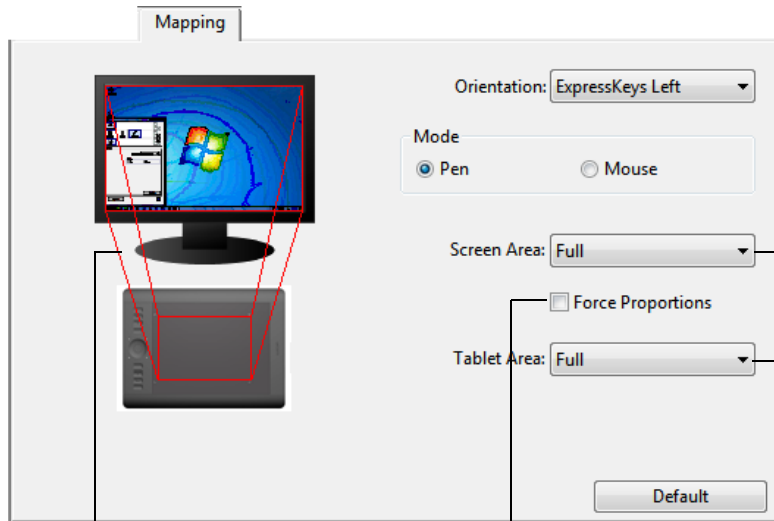 Mapping
Orientation: ExpressKeys Left
Mode
Pen Mouse
Screen Area: Full
Force Proportions
Tablet Area: Full
Default